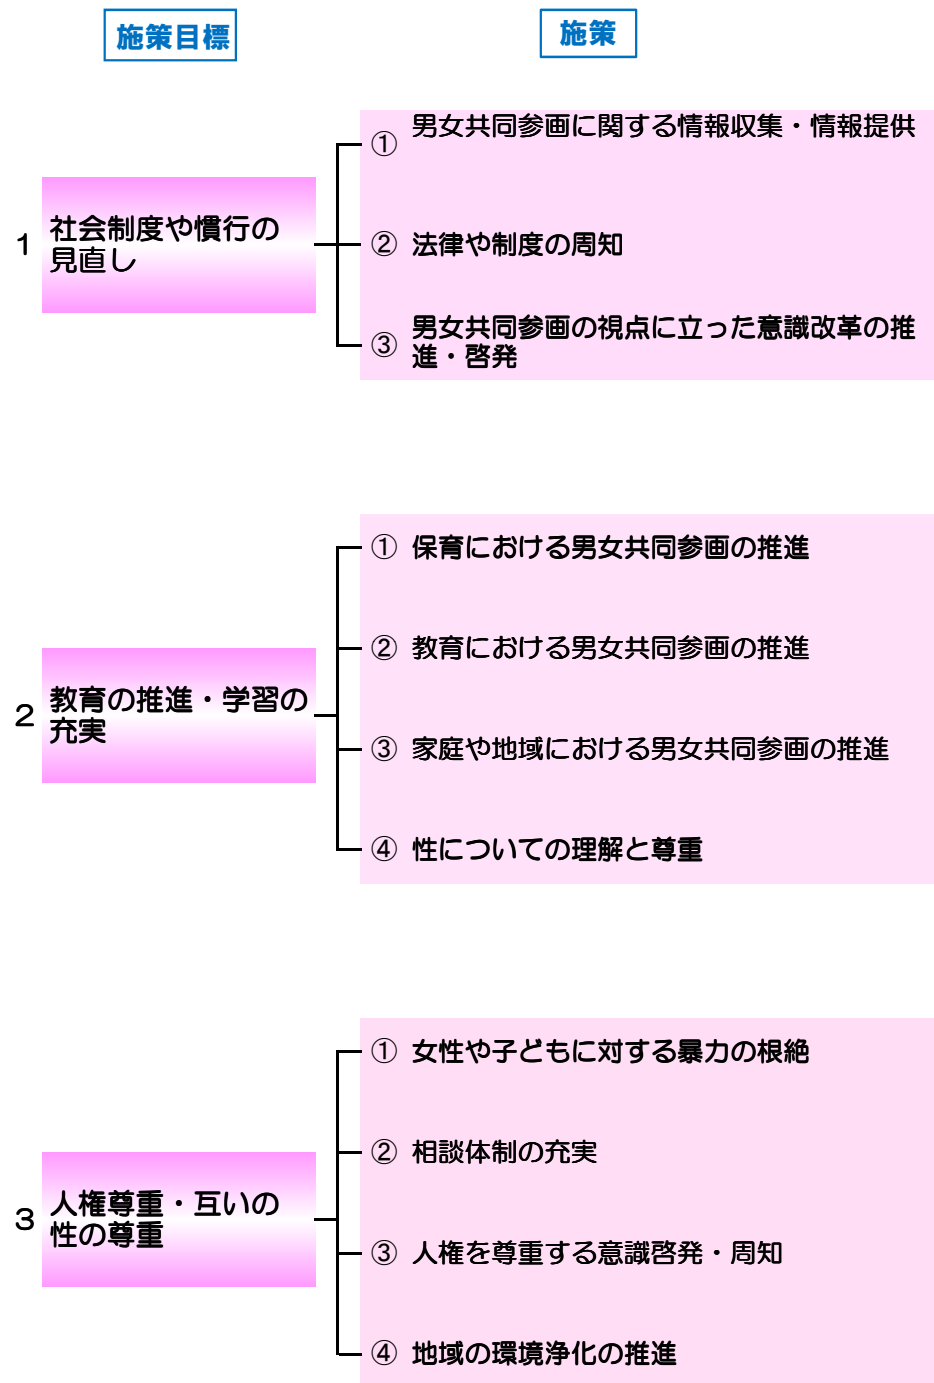 施策目標
施策
1 社会制度や慣行の
見直し
① 男女共同参画に関する情報収集・情報提供
② 法律や制度の周知
③ 男女共同参画の視点に立った意識改革の推
進・啓発
2 教育の推進・学習の
充実
① 保育における男女共同参画の推進
② 教育における男女共同参画の推進
③ 家庭や地域における男女共同参画の推進
④ 性についての理解と尊重
3 人権尊重・互いの
性の尊重
① 女性や子どもに対する暴力の根絶
② 相談体制の充実
③ 人権を尊重する意識啓発・周知
④ 地域の環境浄化の推進